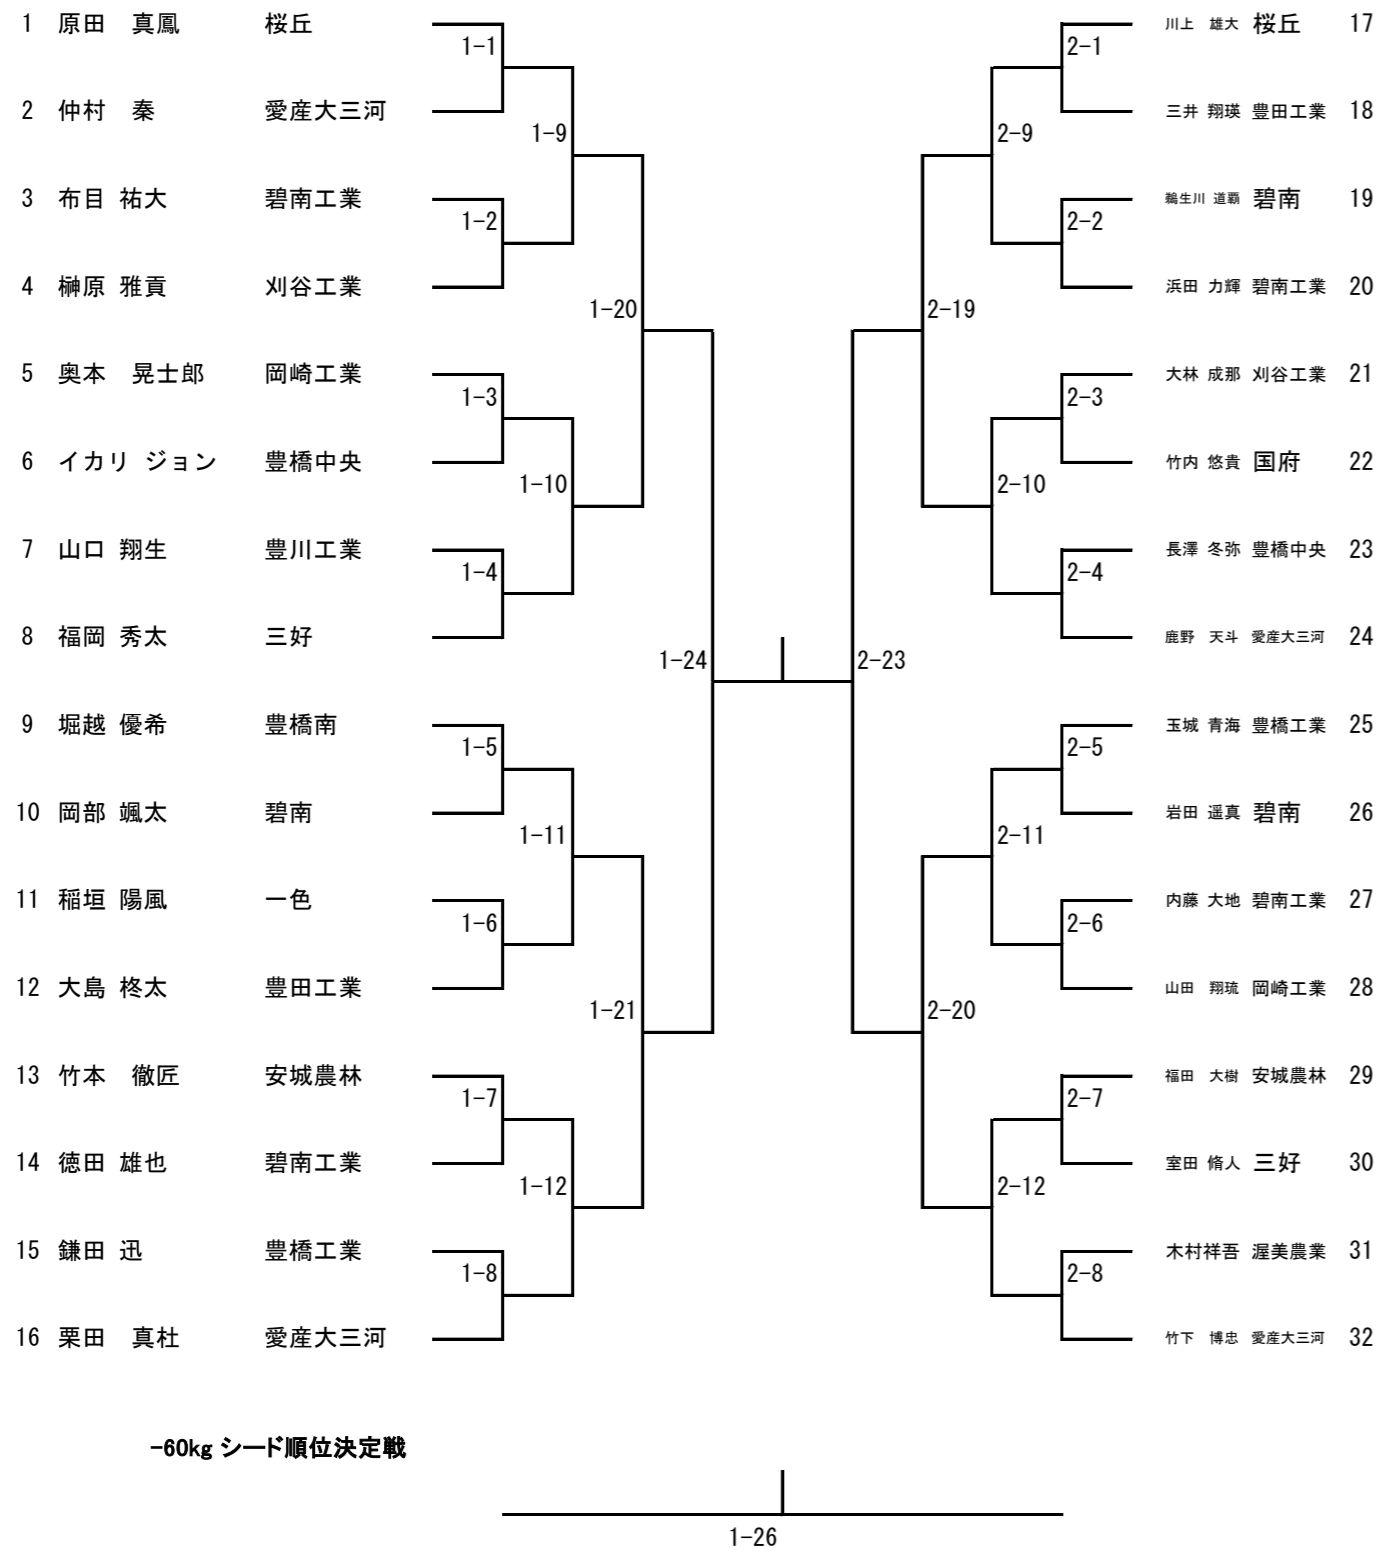 1 原田　真鳳 桜丘
1-1
2 仲村　秦 愛産大三河
1-9
3 布目 祐大 碧南工業
1-2
4 榊原 雅貢 刈谷工業
1-20
5 奥本　晃士郎 岡崎工業
1-3
6 イカリ ジョン 豊橋中央
1-10
7 山口 翔生 豊川工業
1-4
8 福岡 秀太 三好
1-24
9 堀越 優希 豊橋南
1-5
10 岡部 颯太 碧南
1-11
11 稲垣 陽風 一色
1-6
12 大島 柊太 豊田工業
1-21
13 竹本　徹匠 安城農林
1-7
14 徳田 雄也 碧南工業
1-12
15 鎌田 迅 豊橋工業
1-8
16 栗田　真杜 愛産大三河
川上　雄大 桜丘 17
2-1
三井 翔瑛 豊田工業 18
2-9
鵜生川 道覇 碧南 19
2-2
浜田 力輝 碧南工業 20
2-19
大林 成那 刈谷工業 21
2-3
竹内 悠貴 国府 22
2-10
長澤 冬弥 豊橋中央 23
2-4
鹿野　天斗 愛産大三河 24
2-23
玉城 青海 豊橋工業 25
2-5
岩田 遥真 碧南 26
2-11
内藤 大地 碧南工業 27
2-6
山田　翔琉 岡崎工業 28
2-20
福田　大樹 安城農林 29
2-7
室田 脩人 三好 30
2-12
木村祥吾 渥美農業 31
2-8
竹下　博忠 愛産大三河 32
-60kg シード順位決定戦
1-26